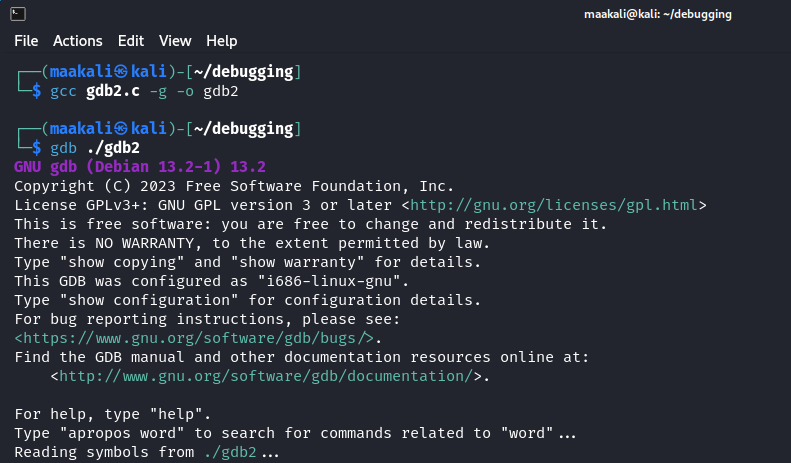 maakali@kali: ~/debugging
File Actions Edit View Help
┌──(maakali㉿kali)-[~/debugging]
└─$ gcc gdb2.c -g -o gdb2
┌──(maakali㉿kali)-[~/debugging]
└─$ gdb ./gdb2
GNU gdb (Debian 13.2-1) 13.2
Copyright (C) 2023 Free Software Foundation, Inc.
License GPLv3+: GNU GPL version 3 or later <http://gnu.org/licenses/gpl.html>
This is free software: you are free to change and redistribute it.
There is NO WARRANTY, to the extent permitted by law.
Type "show copying" and "show warranty" for details.
This GDB was configured as "i686-linux-gnu".
Type "show configuration" for configuration details.
For bug reporting instructions, please see:
<https://www.gnu.org/software/gdb/bugs/>.
Find the GDB manual and other documentation resources online at:
    <http://www.gnu.org/software/gdb/documentation/>.
For help, type "help".
Type "apropos word" to search for commands related to "word"...
Reading symbols from ./gdb2...